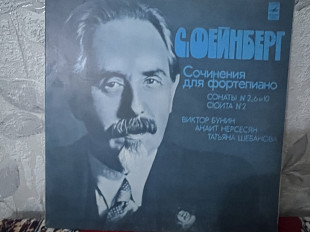 С. ФЕЙНБЕРГ
Сочинения
для фортепиано
СОНАТЫ № 2, 6 и 10
СЮИТА № 2
ВИКТОР БУНИН
АНАИТ НЕРСЕСЯН
ТАТЬЯНА ШЕБАНОВА